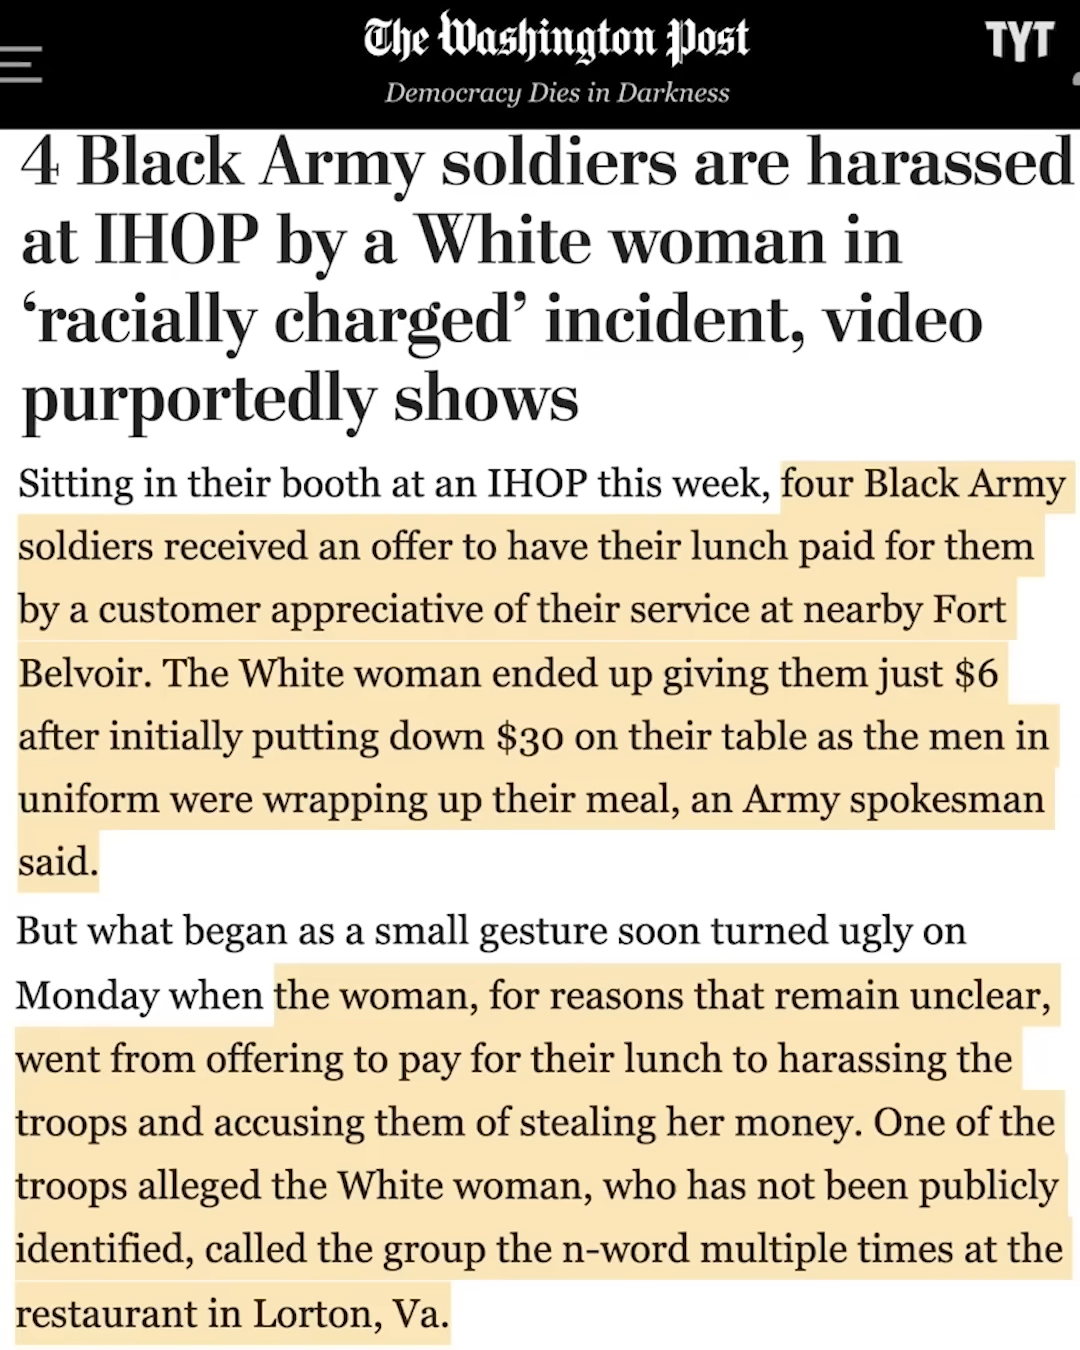 The Washington Post
TYT
Democracy Dies in Darkness
4 Black Army soldiers are harassed
at IHOP by a White woman in
‘racially charged’ incident, video
purportedly shows
Sitting in their booth at an IHOP this week, four Black Army
soldiers received an offer to have their lunch paid for them
by a customer appreciative of their service at nearby Fort
Belvoir. The White woman ended up giving them just $6
after initially putting down $30 on their table as the men in
uniform were wrapping up their meal, an Army spokesman
said.
But what began as a small gesture soon turned ugly on
Monday when the woman, for reasons that remain unclear,
went from offering to pay for their lunch to harassing the
troops and accusing them of stealing her money. One of the
troops alleged the White woman, who has not been publicly
identified, called the group the n-word multiple times at the
restaurant in Lorton, Va.